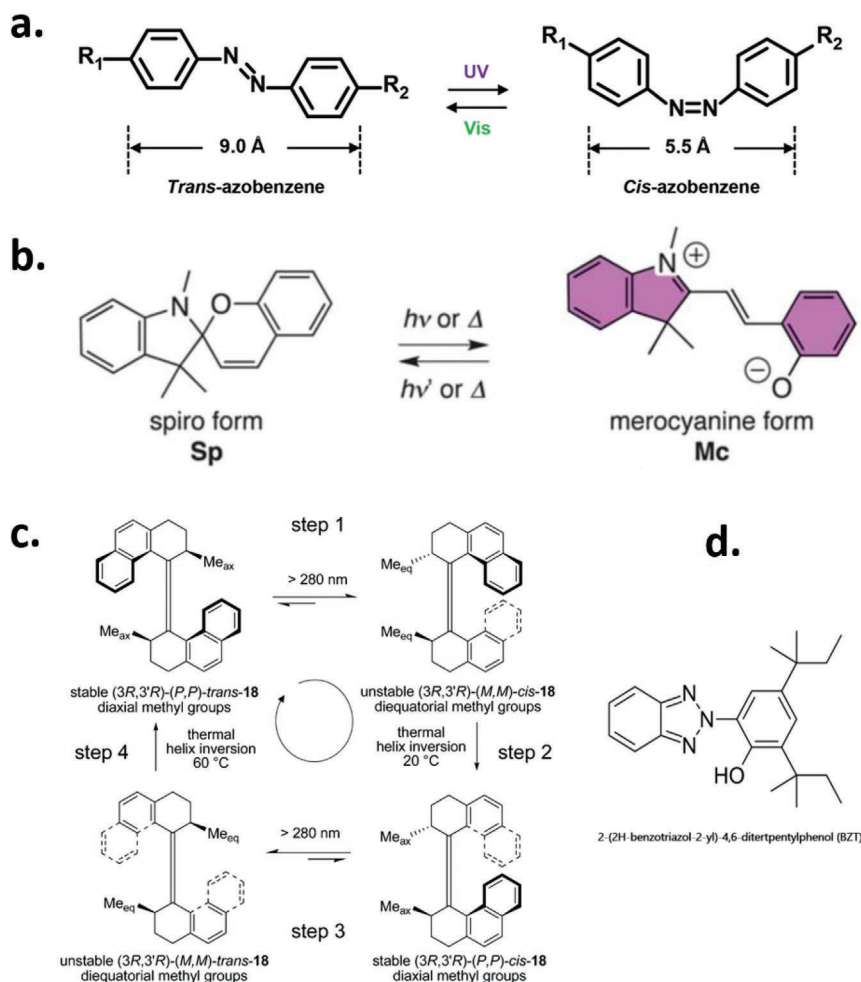 a.
R1
N
N
R2
UV
Vis
R1
N=N
R2
9.0 Å
5.5 Å
Trans-azobenzene
Cis-azobenzene
b.
N
O
hν or Δ
hν' or Δ
N
+
−
O
spiro form
Sp
merocyanine form
Mc
c.
step 1
d.
Meax
> 280 nm
Meeq
Meax
Meeq
stable (3R,3'R)-(P,P)-trans-18
diaxial methyl groups
unstable (3R,3'R)-(M,M)-cis-18
diequatorial methyl groups
step 4
thermal
helix inversion
60 °C
thermal
helix inversion
20 °C
step 2
N
N
N
HO
2-(2H-benzotriazol-2-yl)-4,6-ditertpentylphenol (BZT)
Meeq
> 280 nm
Meax
Meeq
Meax
step 3
unstable (3R,3'R)-(M,M)-trans-18
diequatorial methyl groups
stable (3R,3'R)-(P,P)-cis-18
diaxial methyl groups